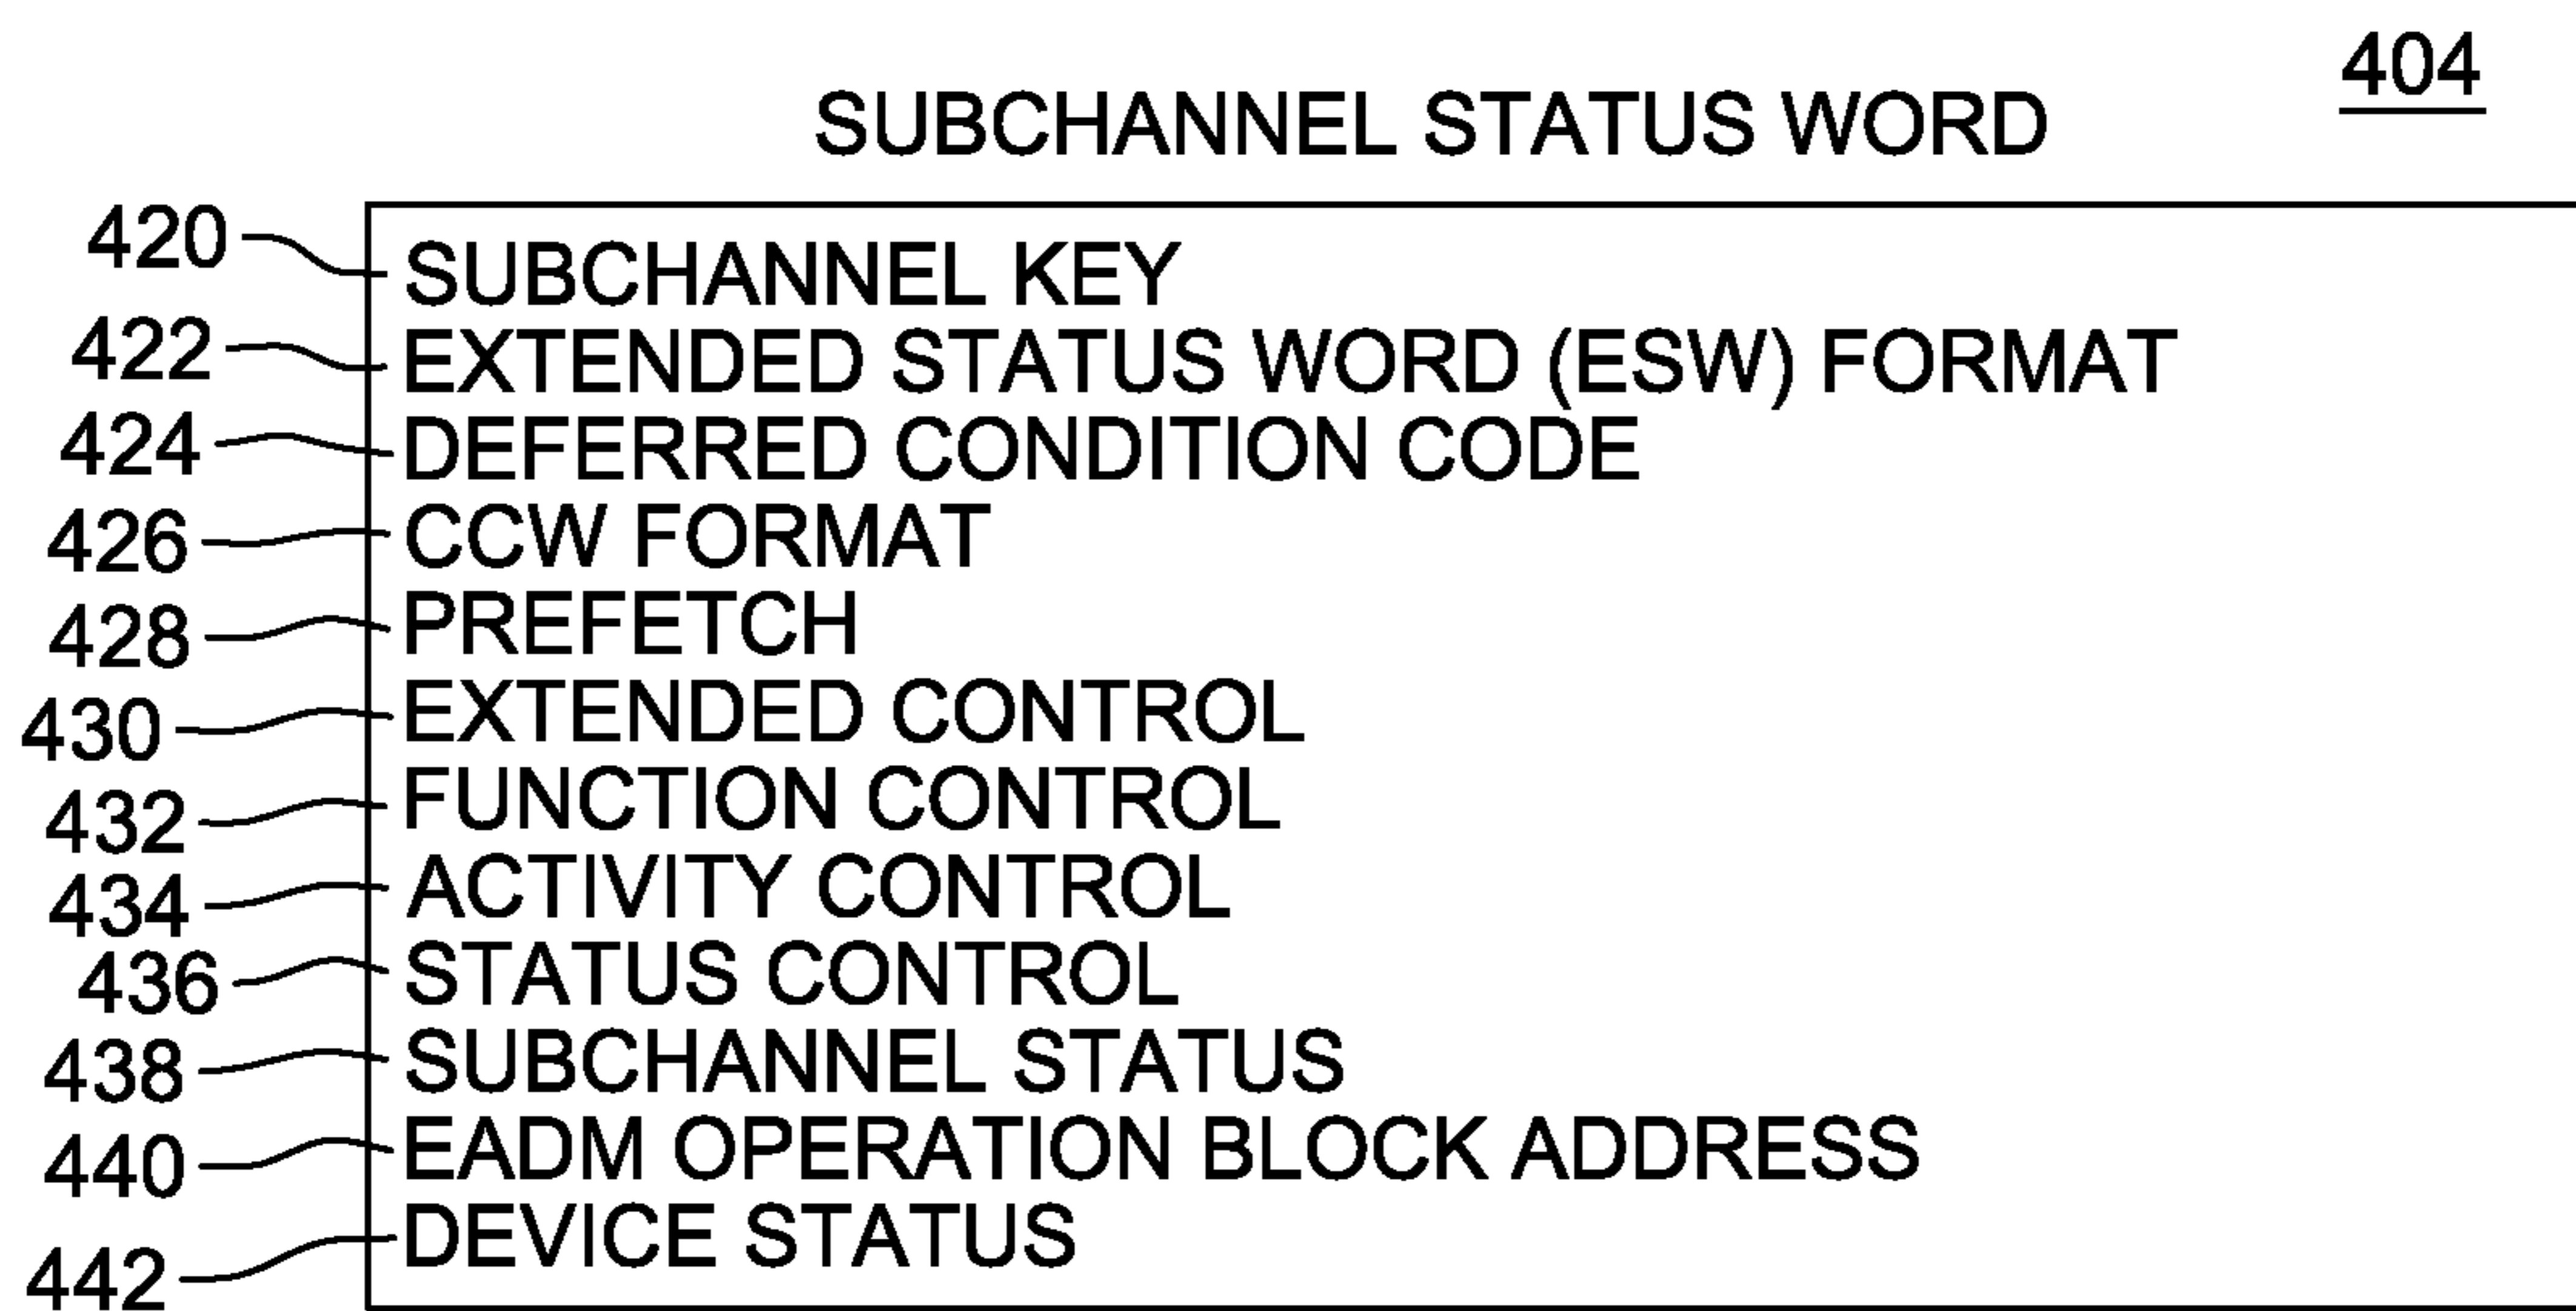 404
SUBCHANNEL STATUS WORD
420 SUBCHANNEL KEY
422 EXTENDED STATUS WORD (ESW) FORMAT
424 DEFERRED CONDITION CODE
426 CCW FORMAT
428 PREFETCH
430 EXTENDED CONTROL
432 FUNCTION CONTROL
434 ACTIVITY CONTROL
436 STATUS CONTROL
438 SUBCHANNEL STATUS
440 EADM OPERATION BLOCK ADDRESS
442 DEVICE STATUS